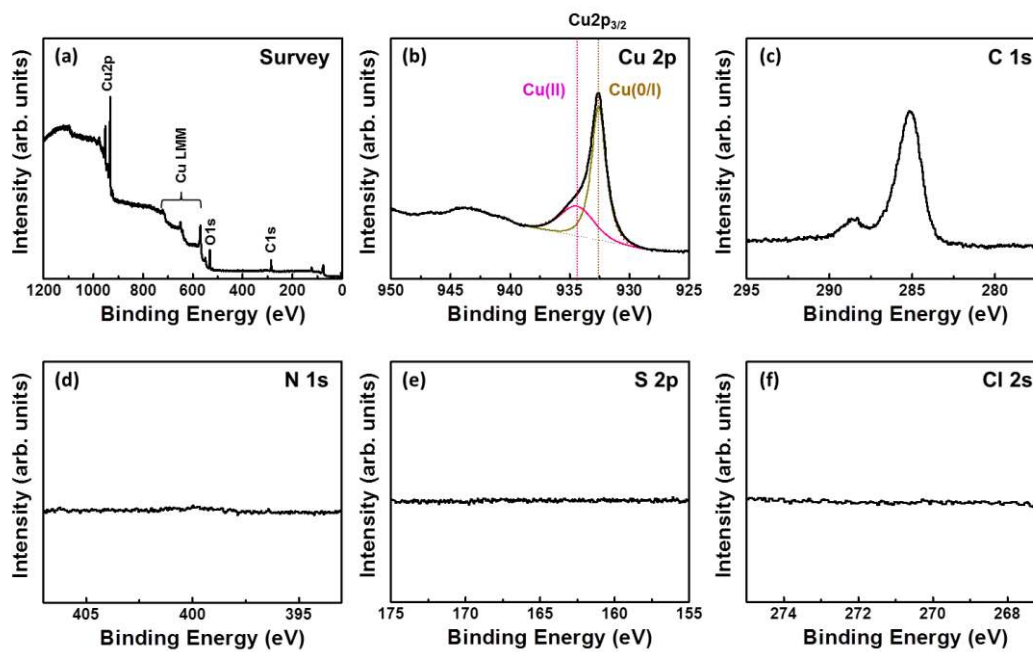 Cu2p3/2
(a) Survey
Cu2p
Cu LMM
O1s
C1s
Intensity (arb. units)
1200 1000 800 600 400 200 0
Binding Energy (eV)
(b) Cu 2p
Cu(II) Cu(0/I)
Intensity (arb. units)
950 945 940 935 930 925
Binding Energy (eV)
(c) C 1s
Intensity (arb. units)
295 290 285 280
Binding Energy (eV)
(d) N 1s
Intensity (arb. units)
405 400 395
Binding Energy (eV)
(e) S 2p
Intensity (arb. units)
175 170 165 160 155
Binding Energy (eV)
(f) Cl 2s
Intensity (arb. units)
274 272 270 268
Binding Energy (eV)